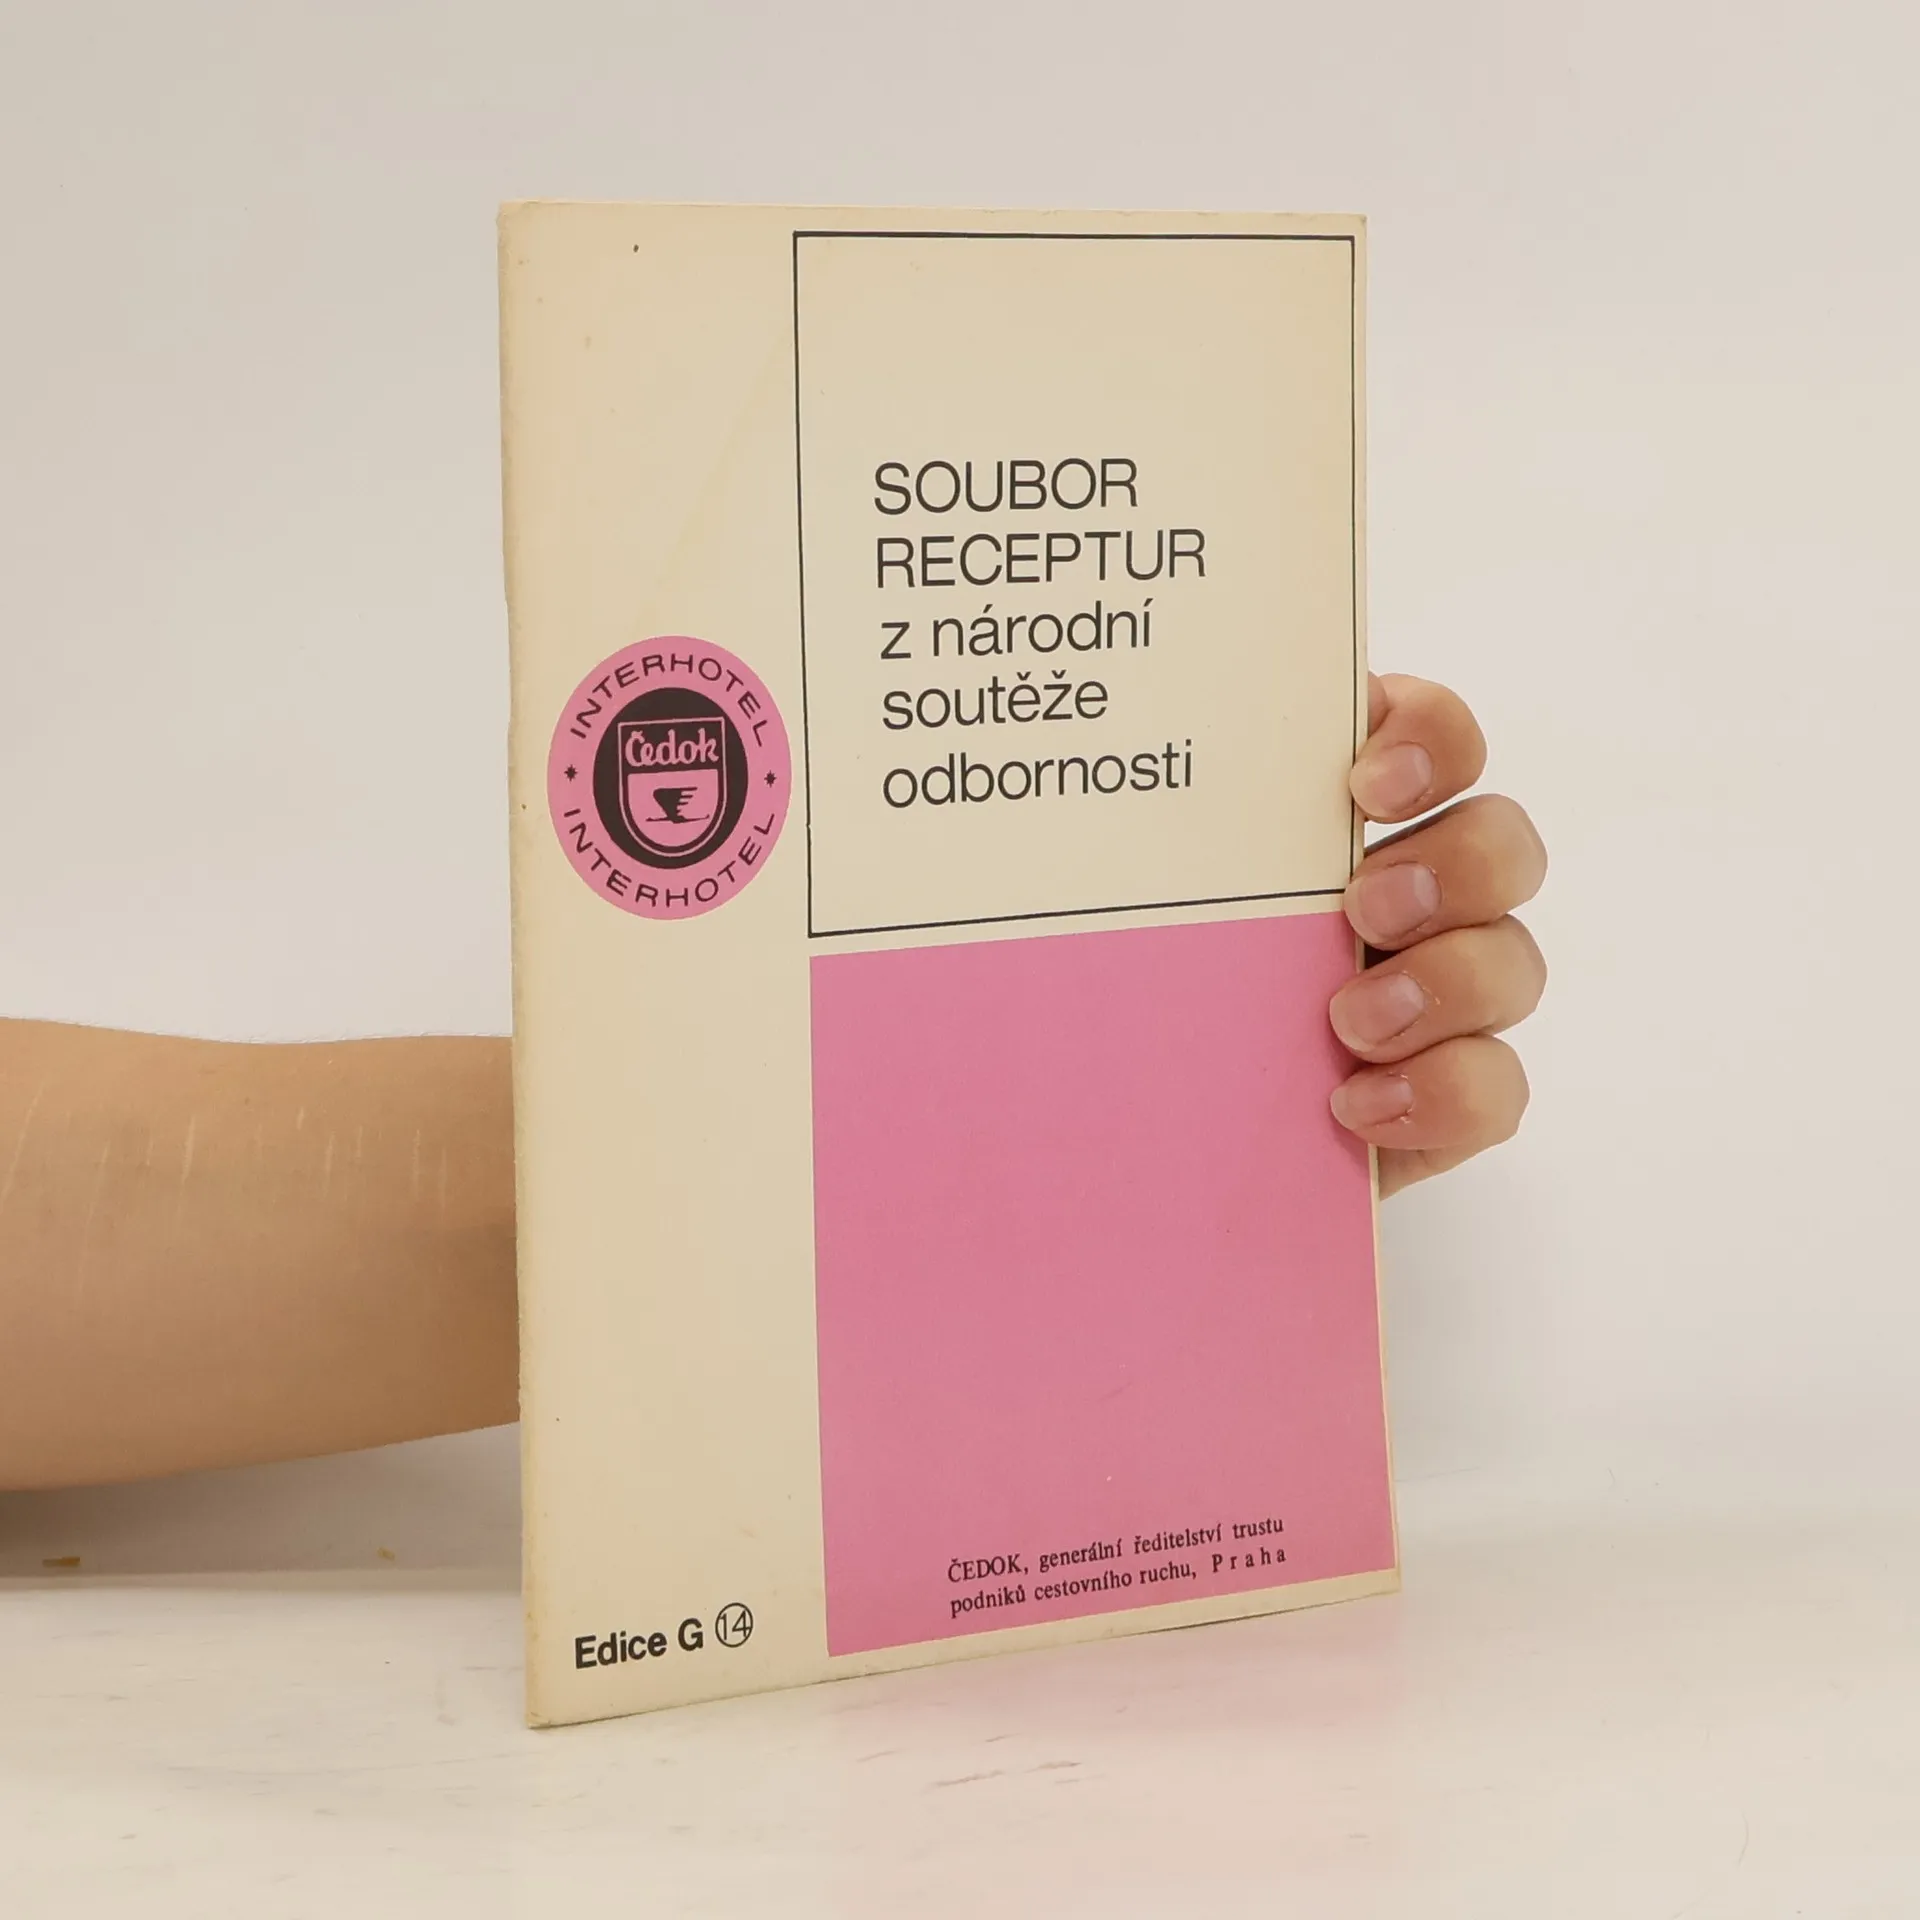 SOUBOR
RECEPTUR
z národní
soutěže
odbornosti
INTERHOTEL
Čedok
INTERHOTEL
ČEDOK, generální ředitelství trustu
podniků cestovního ruchu, Praha
Edice G 14